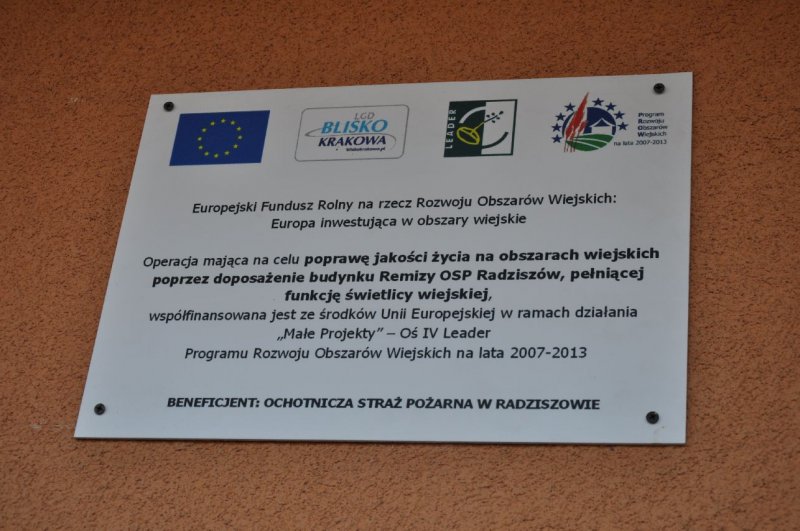 LGD
BLISKO
KRAKOWA
bliskokrakowa.pl
LEADER
Program
Rozwoju
Obszarów
Wiejskich
na lata 2007-2013
Europejski Fundusz Rolny na rzecz Rozwoju Obszarów Wiejskich:
Europa inwestująca w obszary wiejskie
Operacja mająca na celu poprawę jakości życia na obszarach wiejskich
poprzez doposażenie budynku Remizy OSP Radziszów, pełniącej
funkcję świetlicy wiejskiej,
współfinansowana jest ze środków Unii Europejskiej w ramach działania
„Małe Projekty” – Oś IV Leader
Programu Rozwoju Obszarów Wiejskich na lata 2007-2013
BENEFICJENT: OCHOTNICZA STRAŻ POŻARNA W RADZISZOWIE